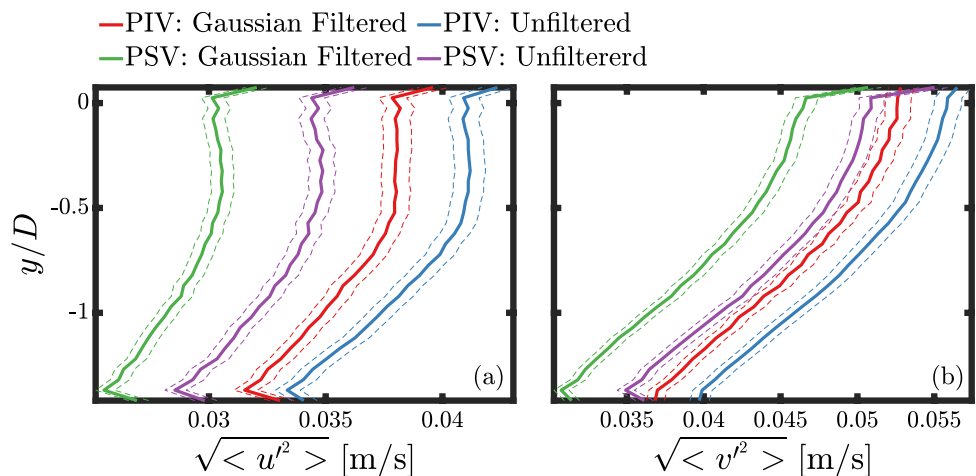 PIV: Gaussian Filtered PIV: Unfiltered
PSV: Gaussian Filtered PSV: Unfiltererd
0
-0.5
-1
y/D
(a)
(b)
0.03 0.035 0.04
0.035 0.04 0.045 0.05 0.055
√< u′² > [m/s]
√< v′² > [m/s]